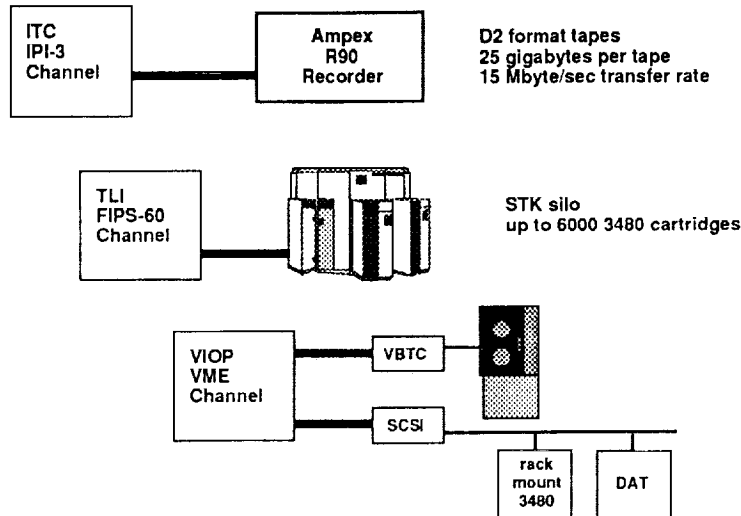 ITC
IPI-3
Channel
Ampex
R90
Recorder
D2 format tapes
25 gigabytes per tape
15 Mbyte/sec transfer rate
TLI
FIPS-60
Channel
STK silo
up to 6000 3480 cartridges
VIOP
VME
Channel
VBTC
SCSI
rack
mount
3480
DAT